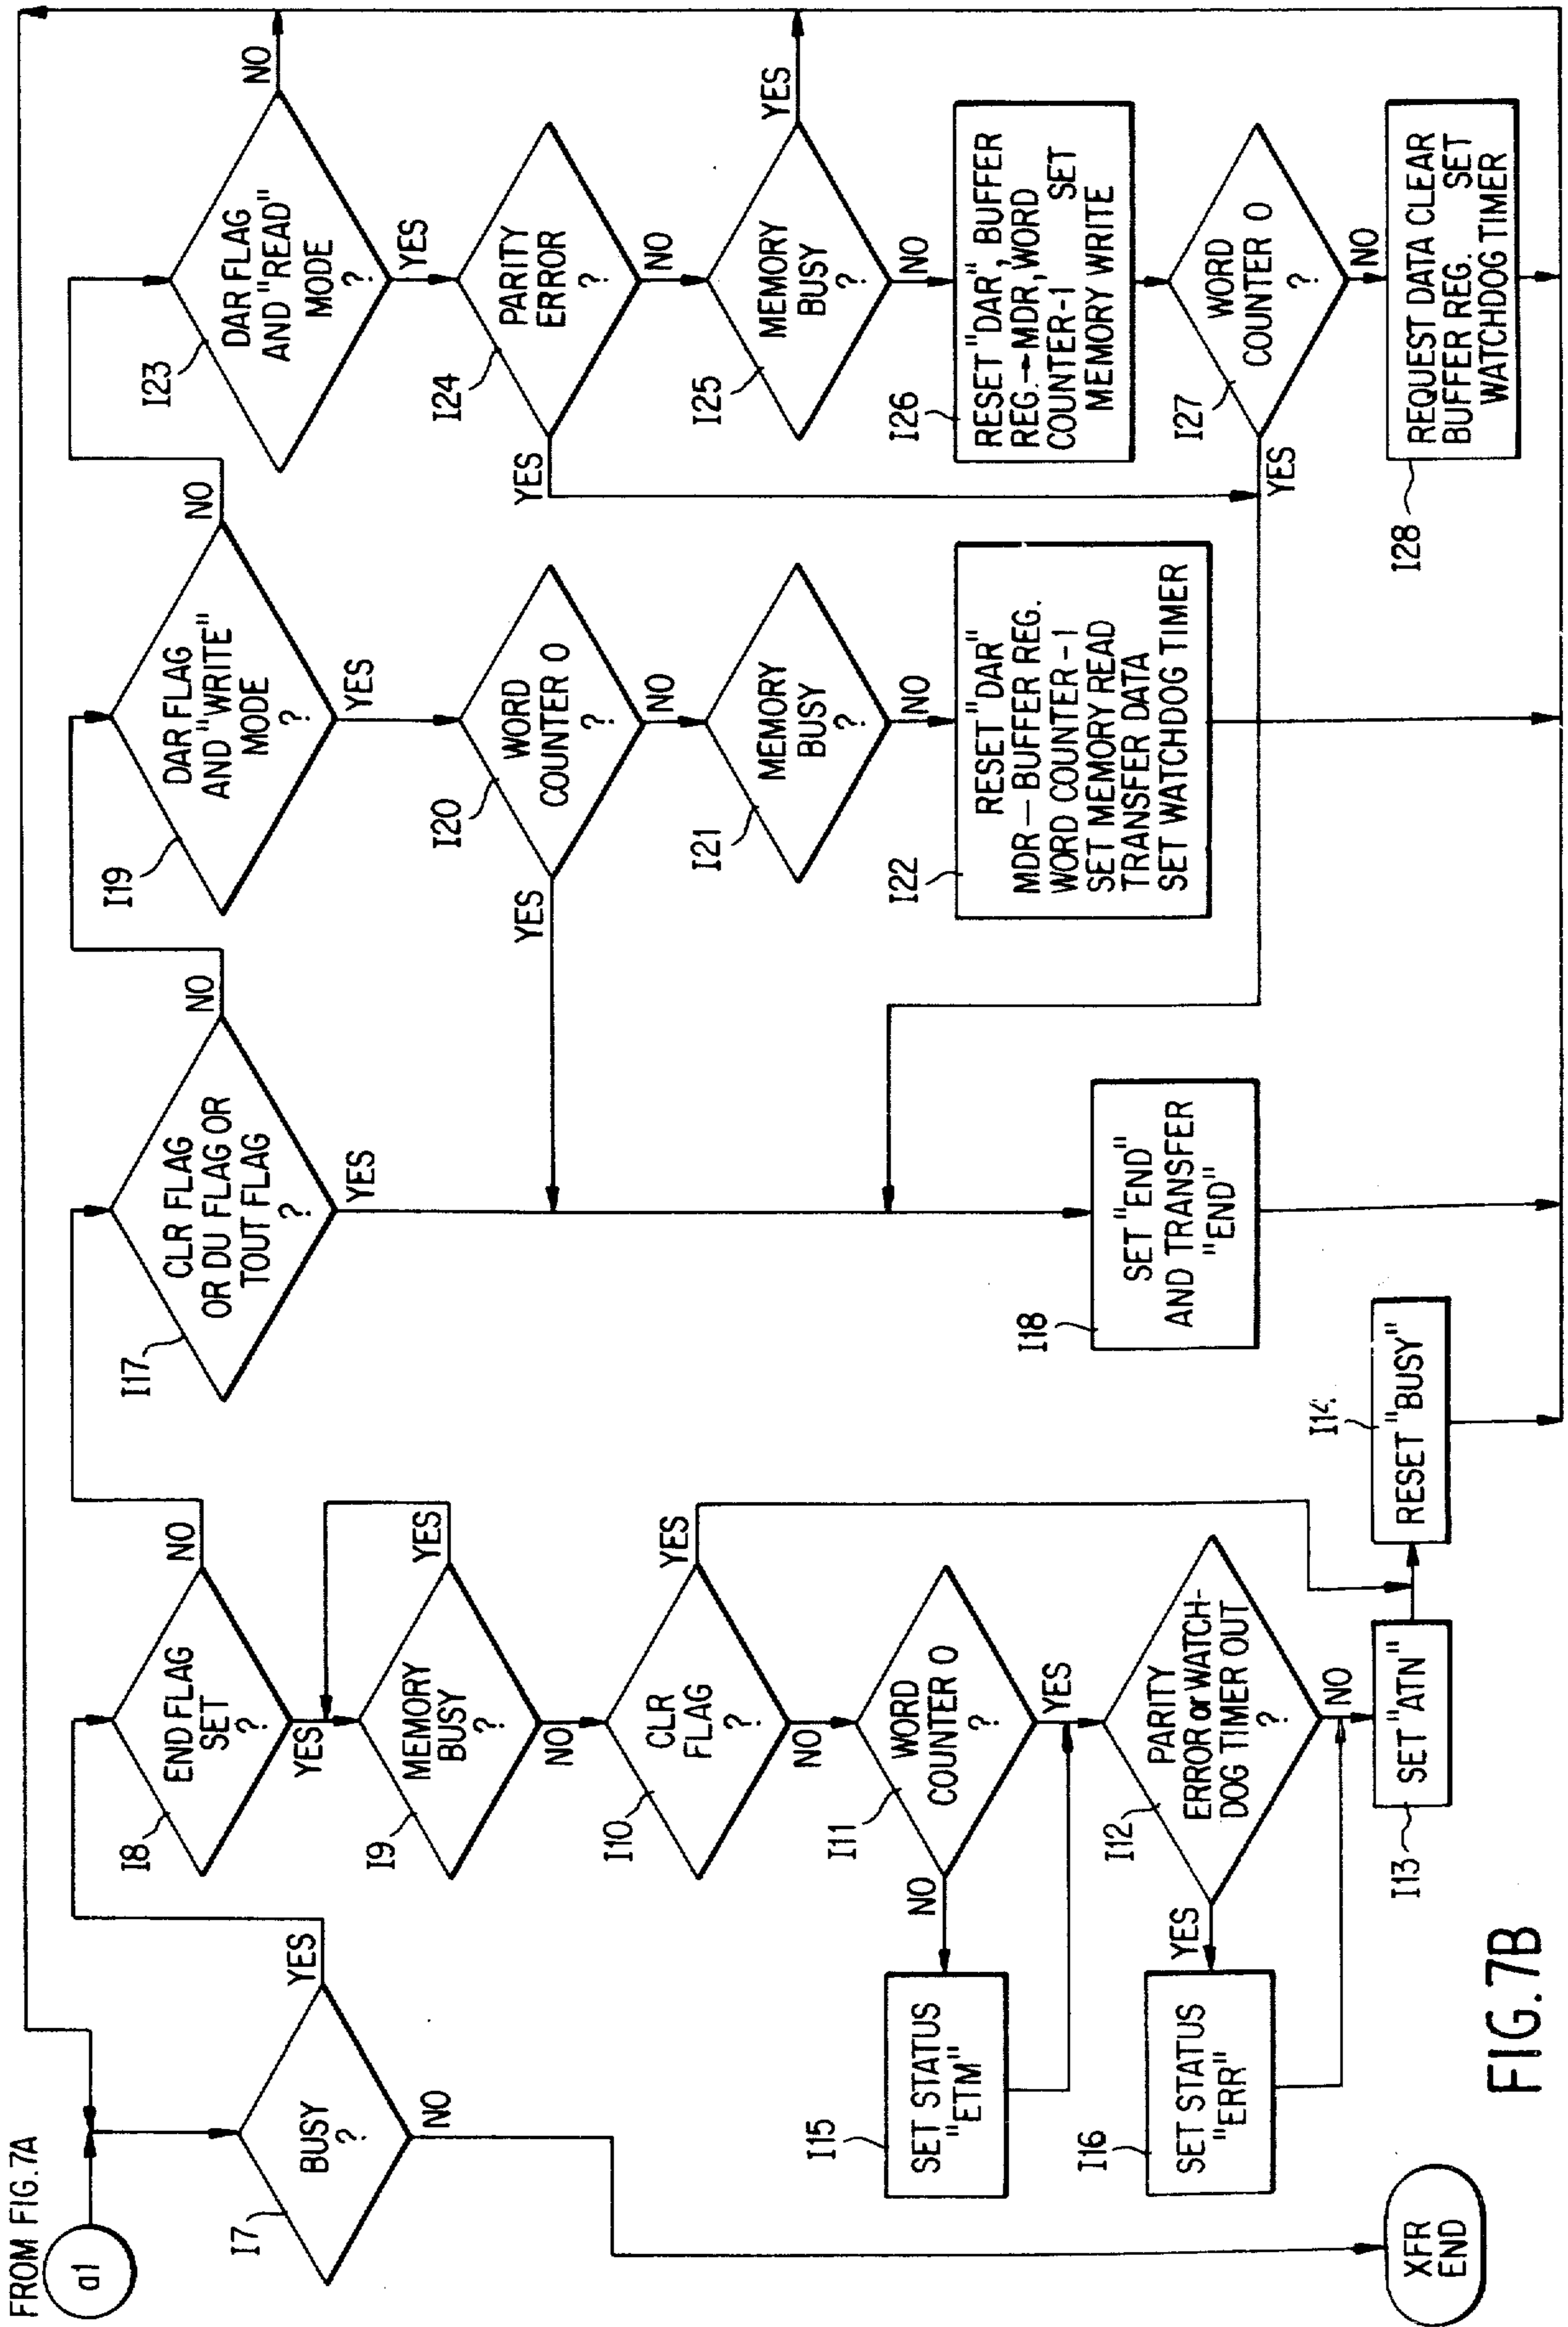 FROM FIG. 7A
a1
I7
BUSY
?
YES
NO
XFR
END
I8
END FLAG
SET
?
NO
YES
I9
MEMORY
BUSY
?
YES
NO
I10
CLR
FLAG
?
YES
NO
I11
WORD
COUNTER 0
?
NO
YES
I15
SET STATUS
"ETM"
I12
PARITY
ERROR or WATCH-
DOG TIMER OUT
?
YES
NO
I16
SET STATUS
"ERR"
I13
SET "ATN"
I14
RESET "BUSY"
I17
CLR FLAG
OR DU FLAG OR
TOUT FLAG
?
NO
YES
I18
SET "END"
AND TRANSFER
"END"
I19
DAR FLAG
AND "WRITE"
MODE
?
NO
YES
I20
WORD
COUNTER 0
?
YES
NO
I21
MEMORY
BUSY
?
NO
I22
RESET "DAR"
MDR — BUFFER REG.
WORD COUNTER -1
SET MEMORY READ
TRANSFER DATA
SET WATCHDOG TIMER
I23
DAR FLAG
AND "READ"
MODE
?
NO
YES
I24
PARITY
ERROR
?
YES
NO
I25
MEMORY
BUSY
?
YES
NO
I26
RESET "DAR", BUFFER
REG.→MDR, WORD
COUNTER-1 SET
MEMORY WRITE
I27
WORD
COUNTER 0
?
YES
NO
I28
REQUEST DATA CLEAR
BUFFER REG. SET
WATCHDOG TIMER
FIG. 7B